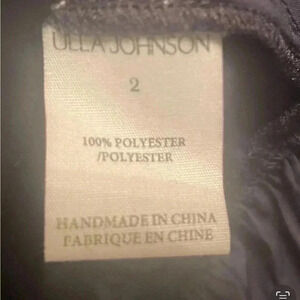 ULLA JOHNSON
2
100% POLYESTER
/POLYESTER
HANDMADE IN CHINA
FABRIQUE EN CHINE